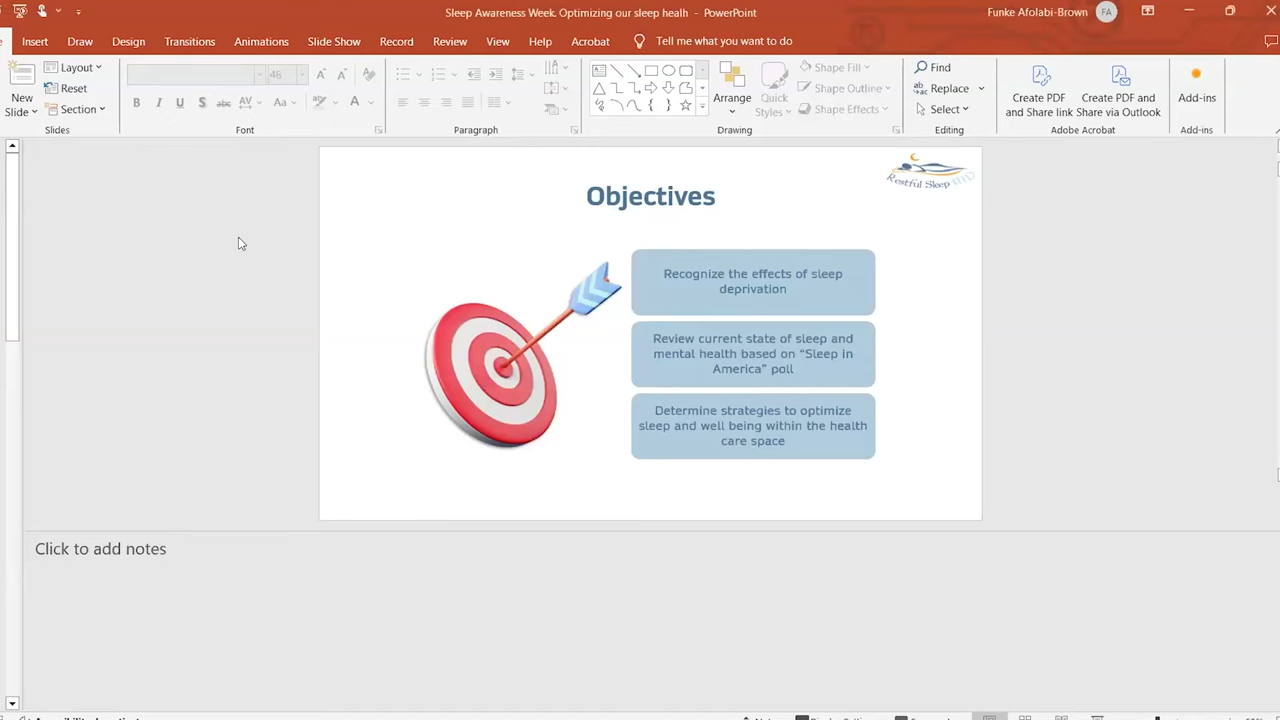 Sleep Awareness Week. Optimizing our sleep healh - PowerPoint
Funke Afolabi-Brown
FA
Insert
Draw
Design
Transitions
Animations
Slide Show
Record
Review
View
Help
Acrobat
Tell me what you want to do
New
Slide
Layout
Reset
Section
Slides
46
B
I
U
S
abc
AV
Aa
A
Font
Paragraph
Arrange
Quick
Styles
Shape Fill
Shape Outline
Shape Effects
Drawing
Find
Replace
Select
Editing
Create PDF
and Share link
Create PDF and
Share via Outlook
Adobe Acrobat
Add-ins
Add-ins
Restful Sleep MD
Objectives
Recognize the effects of sleep
deprivation
Review current state of sleep and
mental health based on “Sleep in
America” poll
Determine strategies to optimize
sleep and well being within the health
care space
Click to add notes